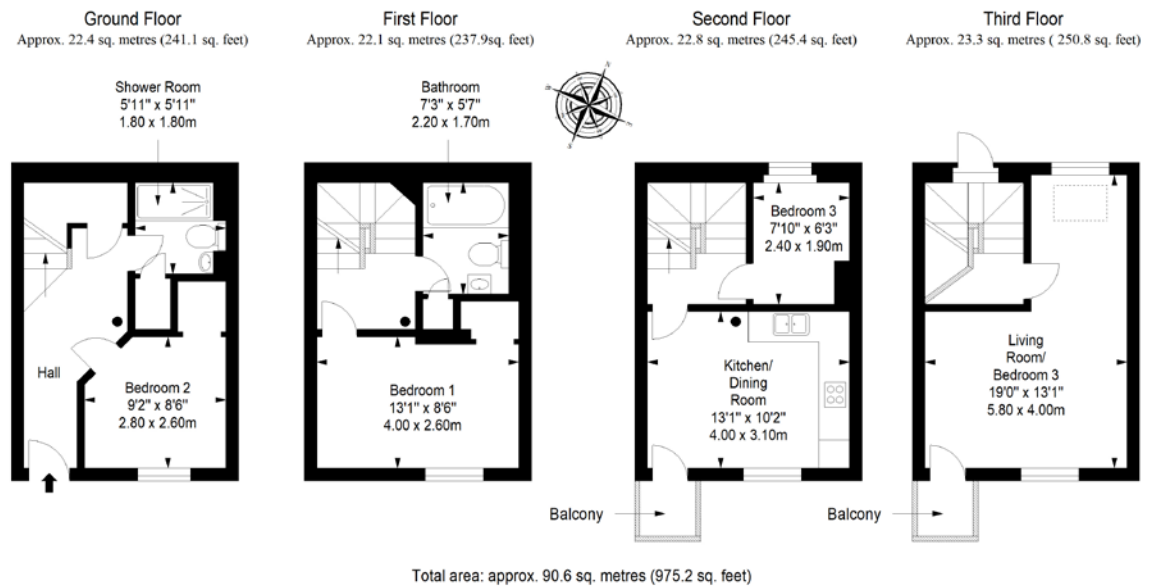 Ground Floor
Approx. 22.4 sq. metres (241.1 sq. feet)
First Floor
Approx. 22.1 sq. metres (237.9sq. feet)
Second Floor
Approx. 22.8 sq. metres (245.4 sq. feet)
Third Floor
Approx. 23.3 sq. metres ( 250.8 sq. feet)
Shower Room
5'11" x 5'11"
1.80 x 1.80m
Bathroom
7'3" x 5'7"
2.20 x 1.70m
N
S
Hall
Bedroom 2
9'2" x 8'6"
2.80 x 2.60m
Bedroom 1
13'1" x 8'6"
4.00 x 2.60m
Bedroom 3
7'10" x 6'3"
2.40 x 1.90m
Kitchen/
Dining
Room
13'1" x 10'2"
4.00 x 3.10m
Living
Room/
Bedroom 3
19'0" x 13'1"
5.80 x 4.00m
Balcony
Balcony
Total area: approx. 90.6 sq. metres (975.2 sq. feet)